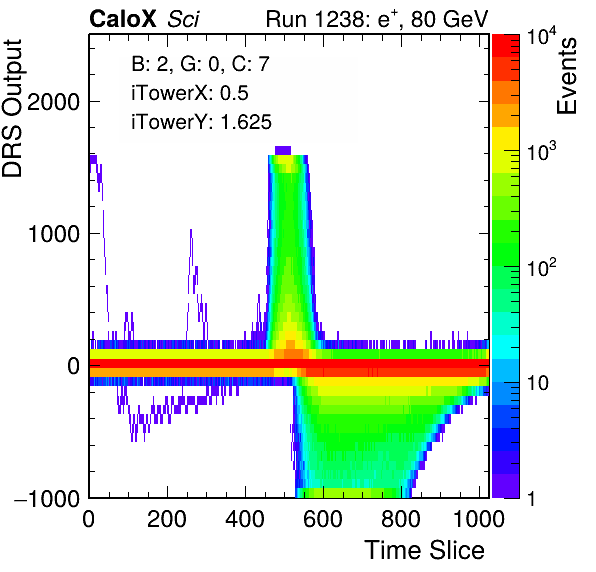 CaloX Sci Run 1238: e⁺, 80 GeV
B: 2, G: 0, C: 7
iTowerX: 0.5
iTowerY: 1.625
DRS Output
2000
1000
0
−1000
0 200 400 600 800 1000
Time Slice
Events
10⁴
10³
10²
10
1